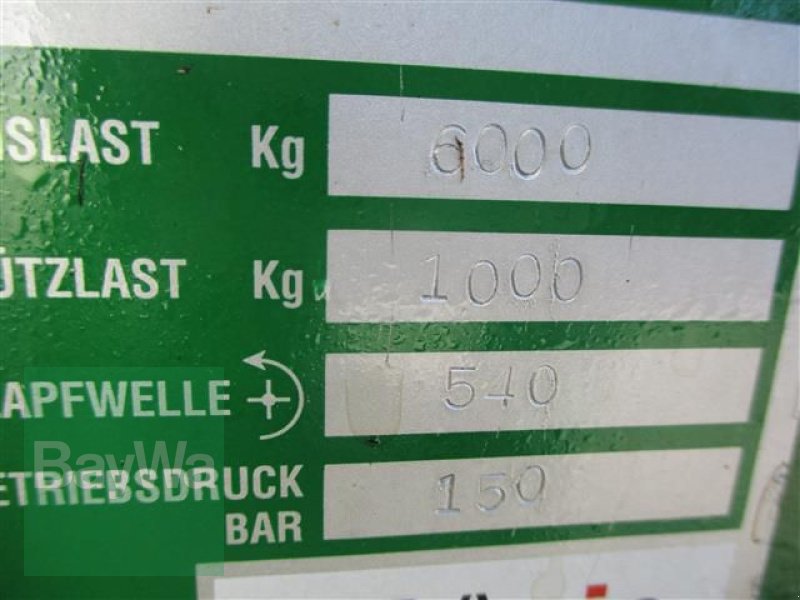 SLAST Kg 6000
ÜTZLAST Kg 1000
APFWELLE 540
ETRIEBSDRUCK BAR 150
BayWa